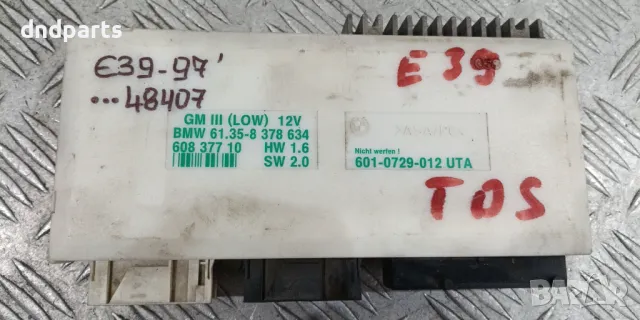 dndparts
E39-97'
...48407
E39
GM III (LOW) 12V
BMW 61.35-8 378 634
608 377 10 HW 1.6
SW 2.0
Nicht werfen !
601-0729-012 UTA
TOS
BAZAR